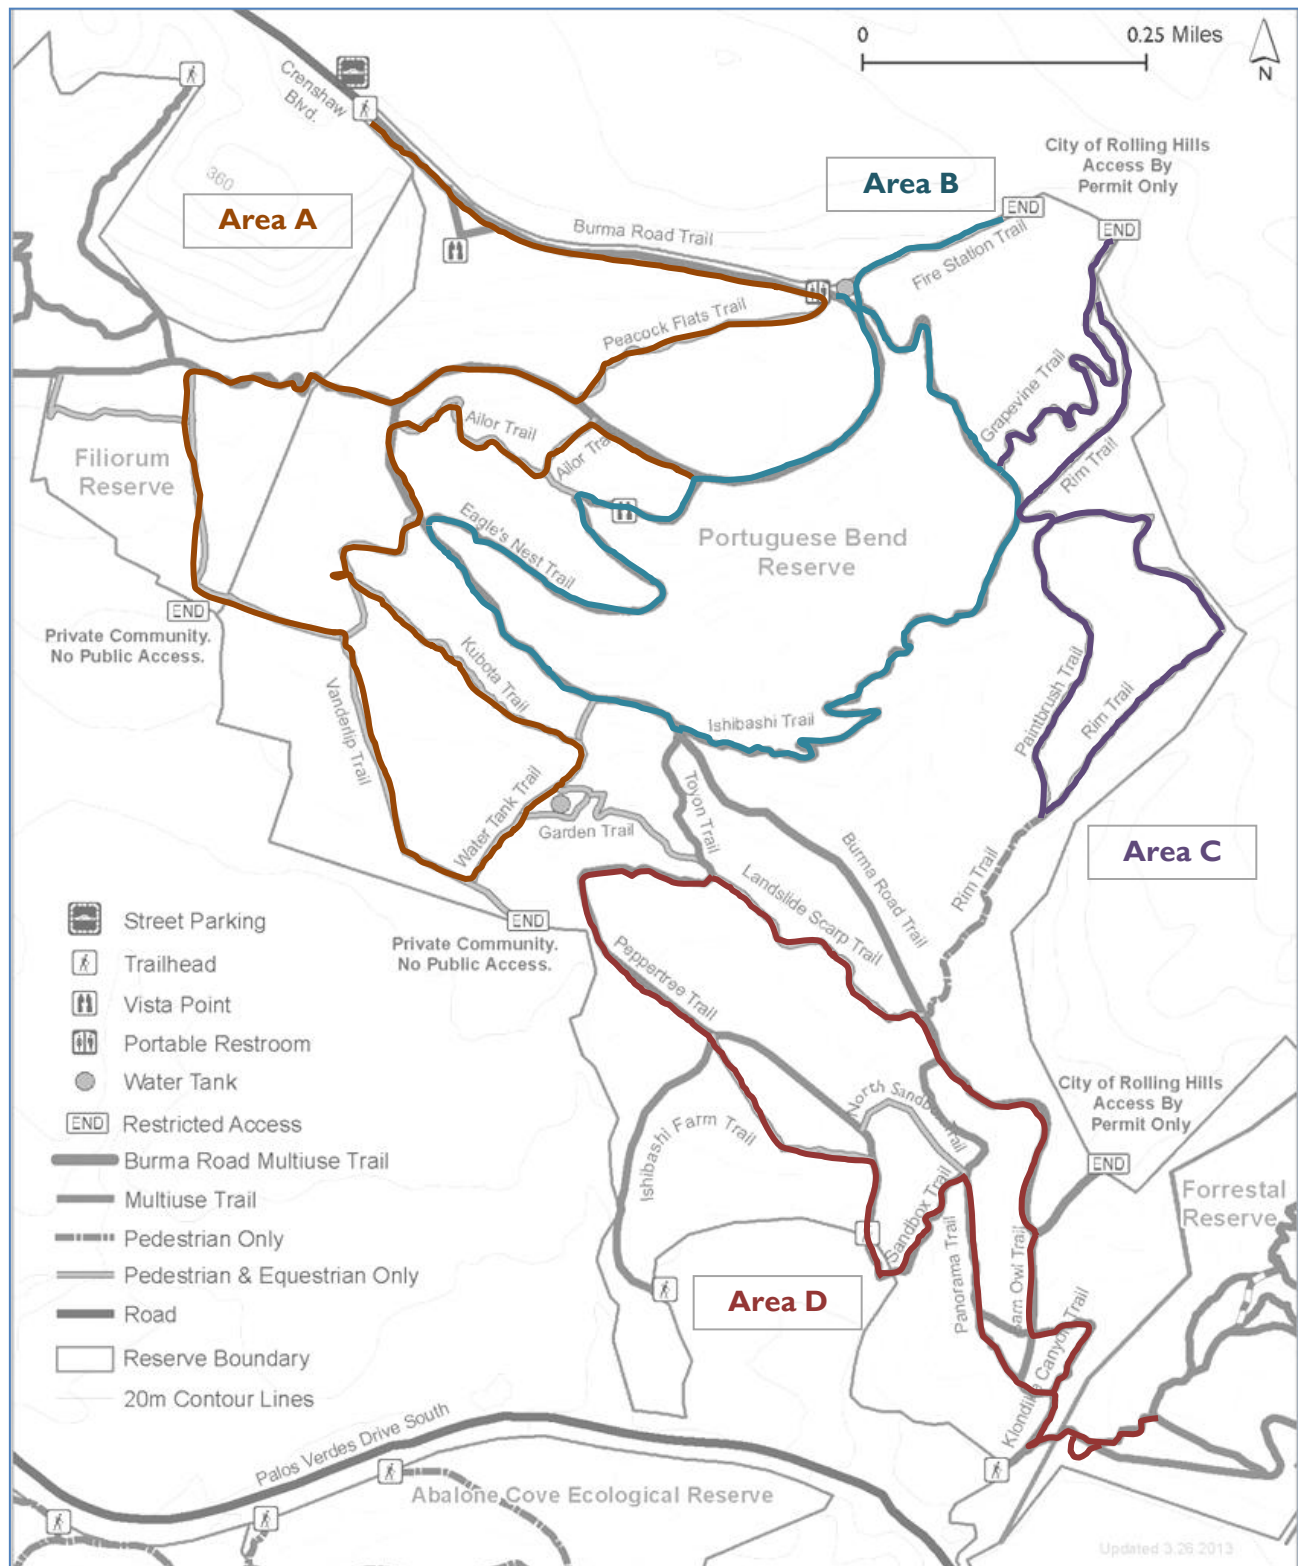 0
0.25 Miles
N
Crenshaw
Blvd.
City of Rolling Hills
Access By
Permit Only
360
Area A
Area B
END
END
Burma Road Trail
Fire Station Trail
Peacock Flats Trail
Grapevine Trail
Ailor Trail
Ailor Tra
Rim Trail
Filiorum
Reserve
Eagle's Nest Trail
Portuguese Bend
Reserve
END
Private Community.
No Public Access.
Kubota Trail
Vanderlip Trail
Paintbrush Trail
Rim Trail
Ishibashi Trail
Water Tank Trail
Toyon Trail
Garden Trail
Burma Road Trail
Area C
Landslide Scarp Trail
Rim Trail
END
Private Community.
No Public Access.
Peppertree Trail
Street Parking
Trailhead
Vista Point
Portable Restroom
Water Tank
END Restricted Access
Burma Road Multiuse Trail
Multiuse Trail
Pedestrian Only
Pedestrian & Equestrian Only
Road
Reserve Boundary
20m Contour Lines
City of Rolling Hills
Access By
Permit Only
END
North Sandbox Trail
Ishibashi Farm Trail
Sandbox Trail
Panorama Trail
Barn Owl Trail
Forrestal
Reserve
Area D
Klondike Canyon Trail
Palos Verdes Drive South
Abalone Cove Ecological Reserve
Updated 3.26.2013